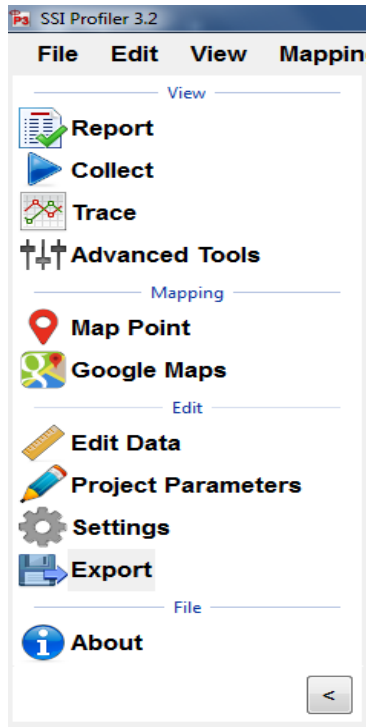 P3 SSI Profiler 3.2
File Edit View Mappin
View
Report
Collect
Trace
Advanced Tools
Mapping
Map Point
Google Maps
Edit
Edit Data
Project Parameters
Settings
Export
File
About
<